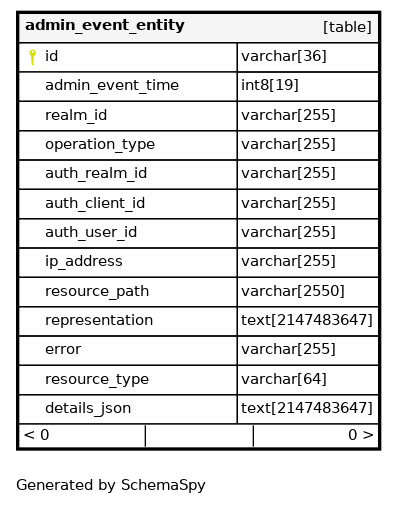 admin_event_entity [table]
id varchar[36]
admin_event_time int8[19]
realm_id varchar[255]
operation_type varchar[255]
auth_realm_id varchar[255]
auth_client_id varchar[255]
auth_user_id varchar[255]
ip_address varchar[255]
resource_path varchar[2550]
representation text[2147483647]
error varchar[255]
resource_type varchar[64]
details_json text[2147483647]
< 0 0 >
Generated by SchemaSpy